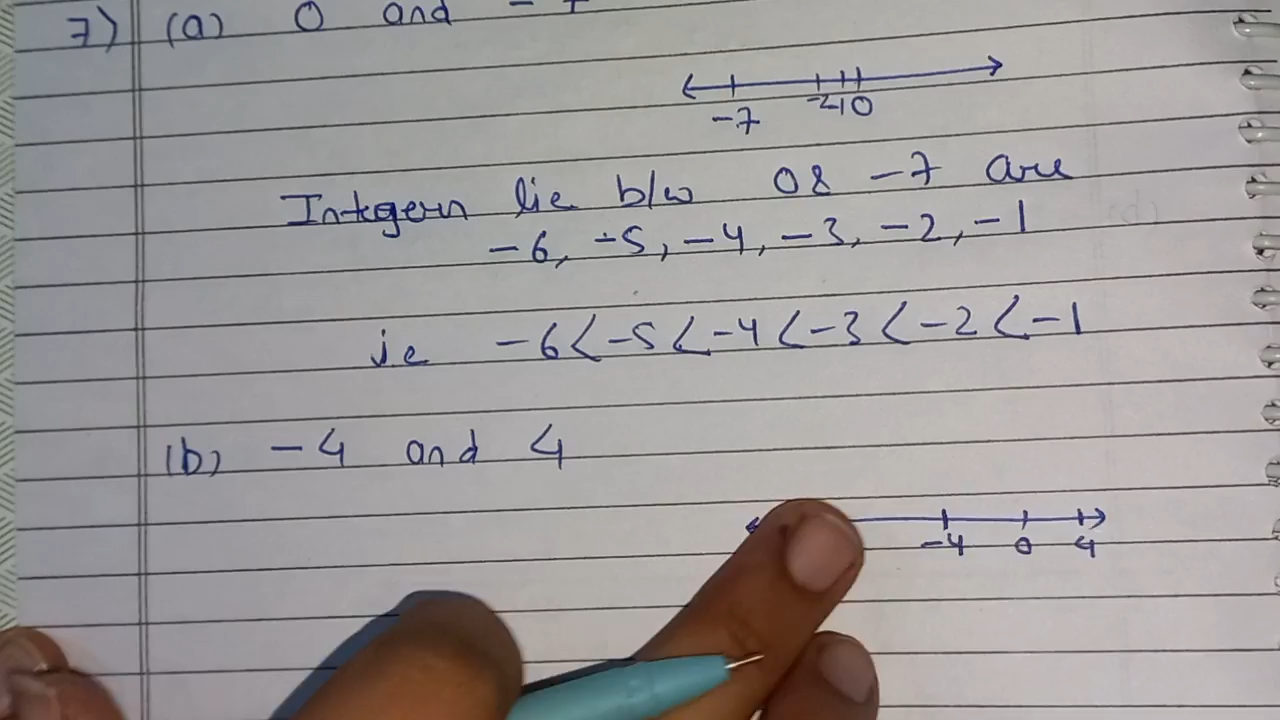 7) (a) 0 and - 7
-7 -2 -1 0
Integers lie b/w 0 & -7 are
-6, -5, -4, -3, -2, -1
i.e -6 < -5 < -4 < -3 < -2 < -1
(b) -4 and 4
-4 0 4